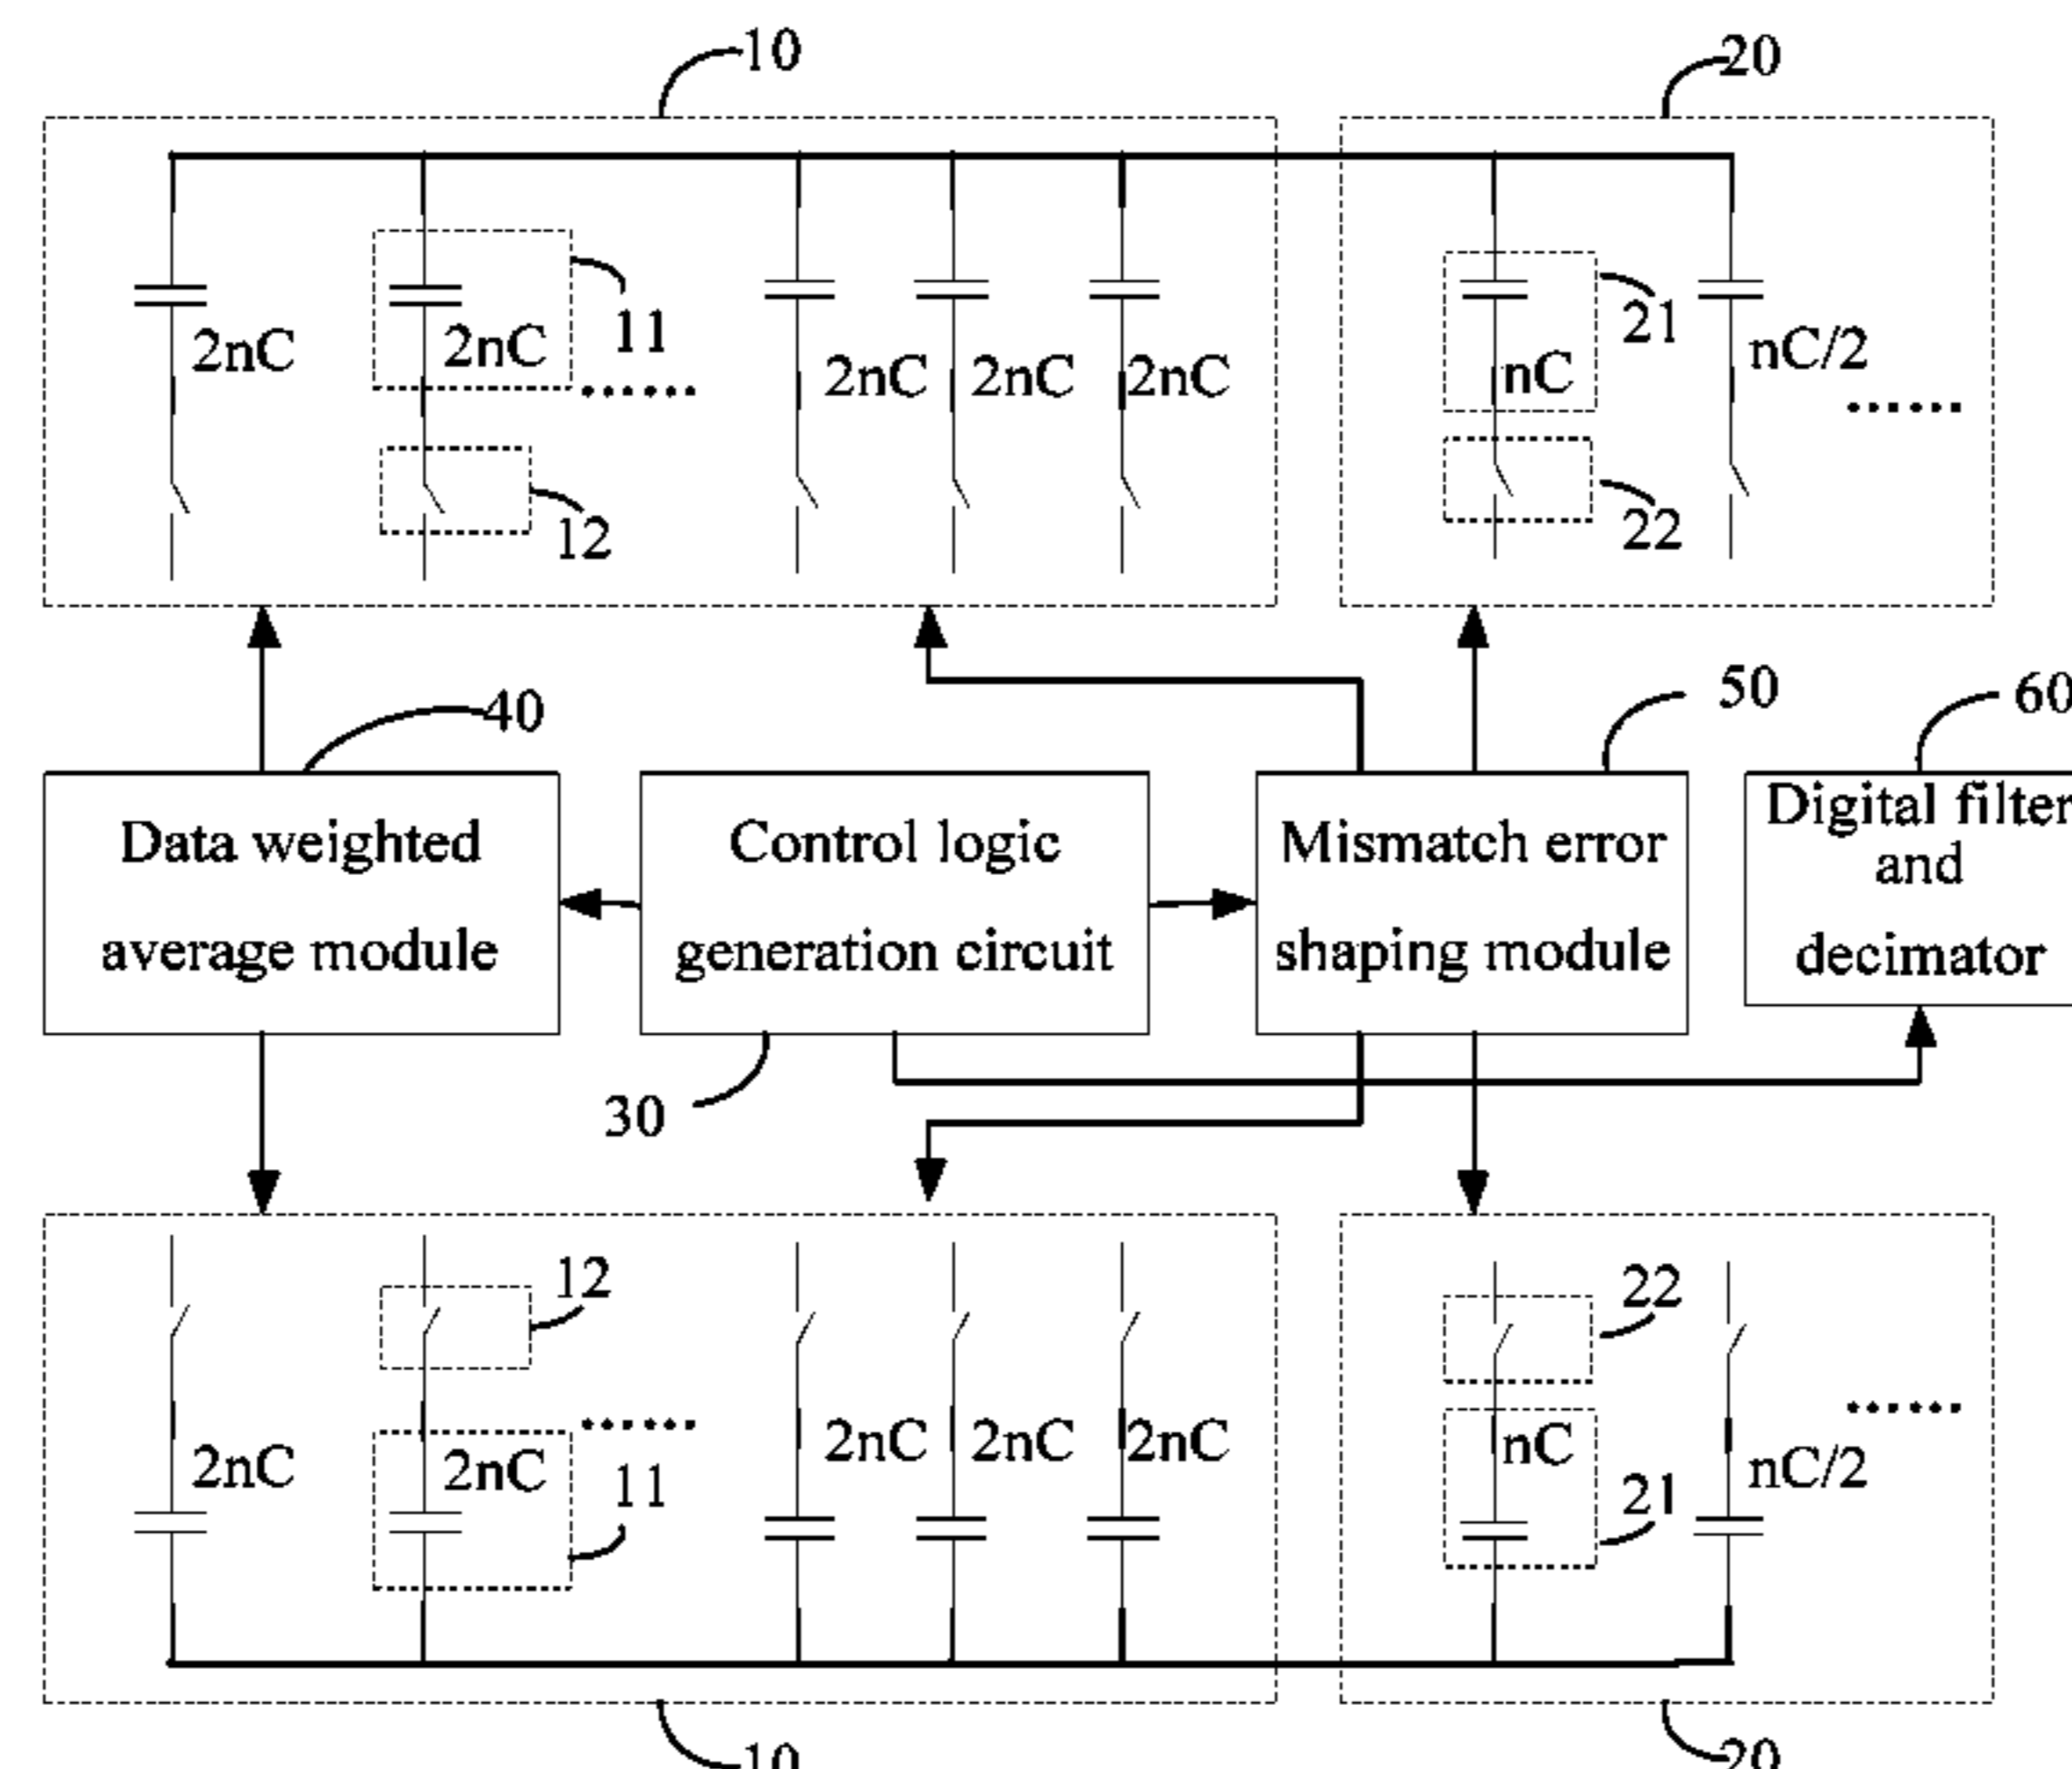 10
20
2nC
2nC
11
......
2nC
2nC
2nC
nC
21
nC/2
......
12
22
40
50
60
Data weighted
average module
Control logic
generation circuit
Mismatch error
shaping module
Digital filter
and
decimator
30
12
22
2nC
2nC
......
11
2nC
2nC
2nC
nC
21
nC/2
......
10
20